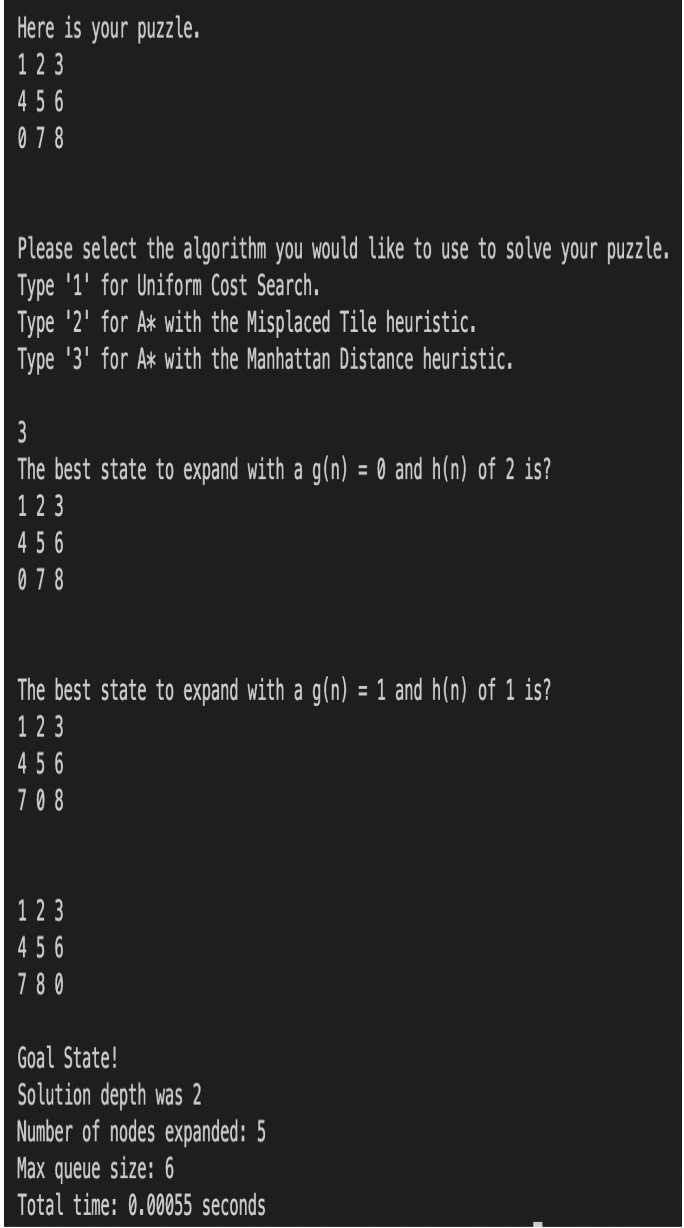 Here is your puzzle.
1 2 3
4 5 6
0 7 8
Please select the algorithm you would like to use to solve your puzzle.
Type '1' for Uniform Cost Search.
Type '2' for A* with the Misplaced Tile heuristic.
Type '3' for A* with the Manhattan Distance heuristic.
3
The best state to expand with a g(n) = 0 and h(n) of 2 is?
1 2 3
4 5 6
0 7 8
The best state to expand with a g(n) = 1 and h(n) of 1 is?
1 2 3
4 5 6
7 0 8
1 2 3
4 5 6
7 8 0
Goal State!
Solution depth was 2
Number of nodes expanded: 5
Max queue size: 6
Total time: 0.00055 seconds